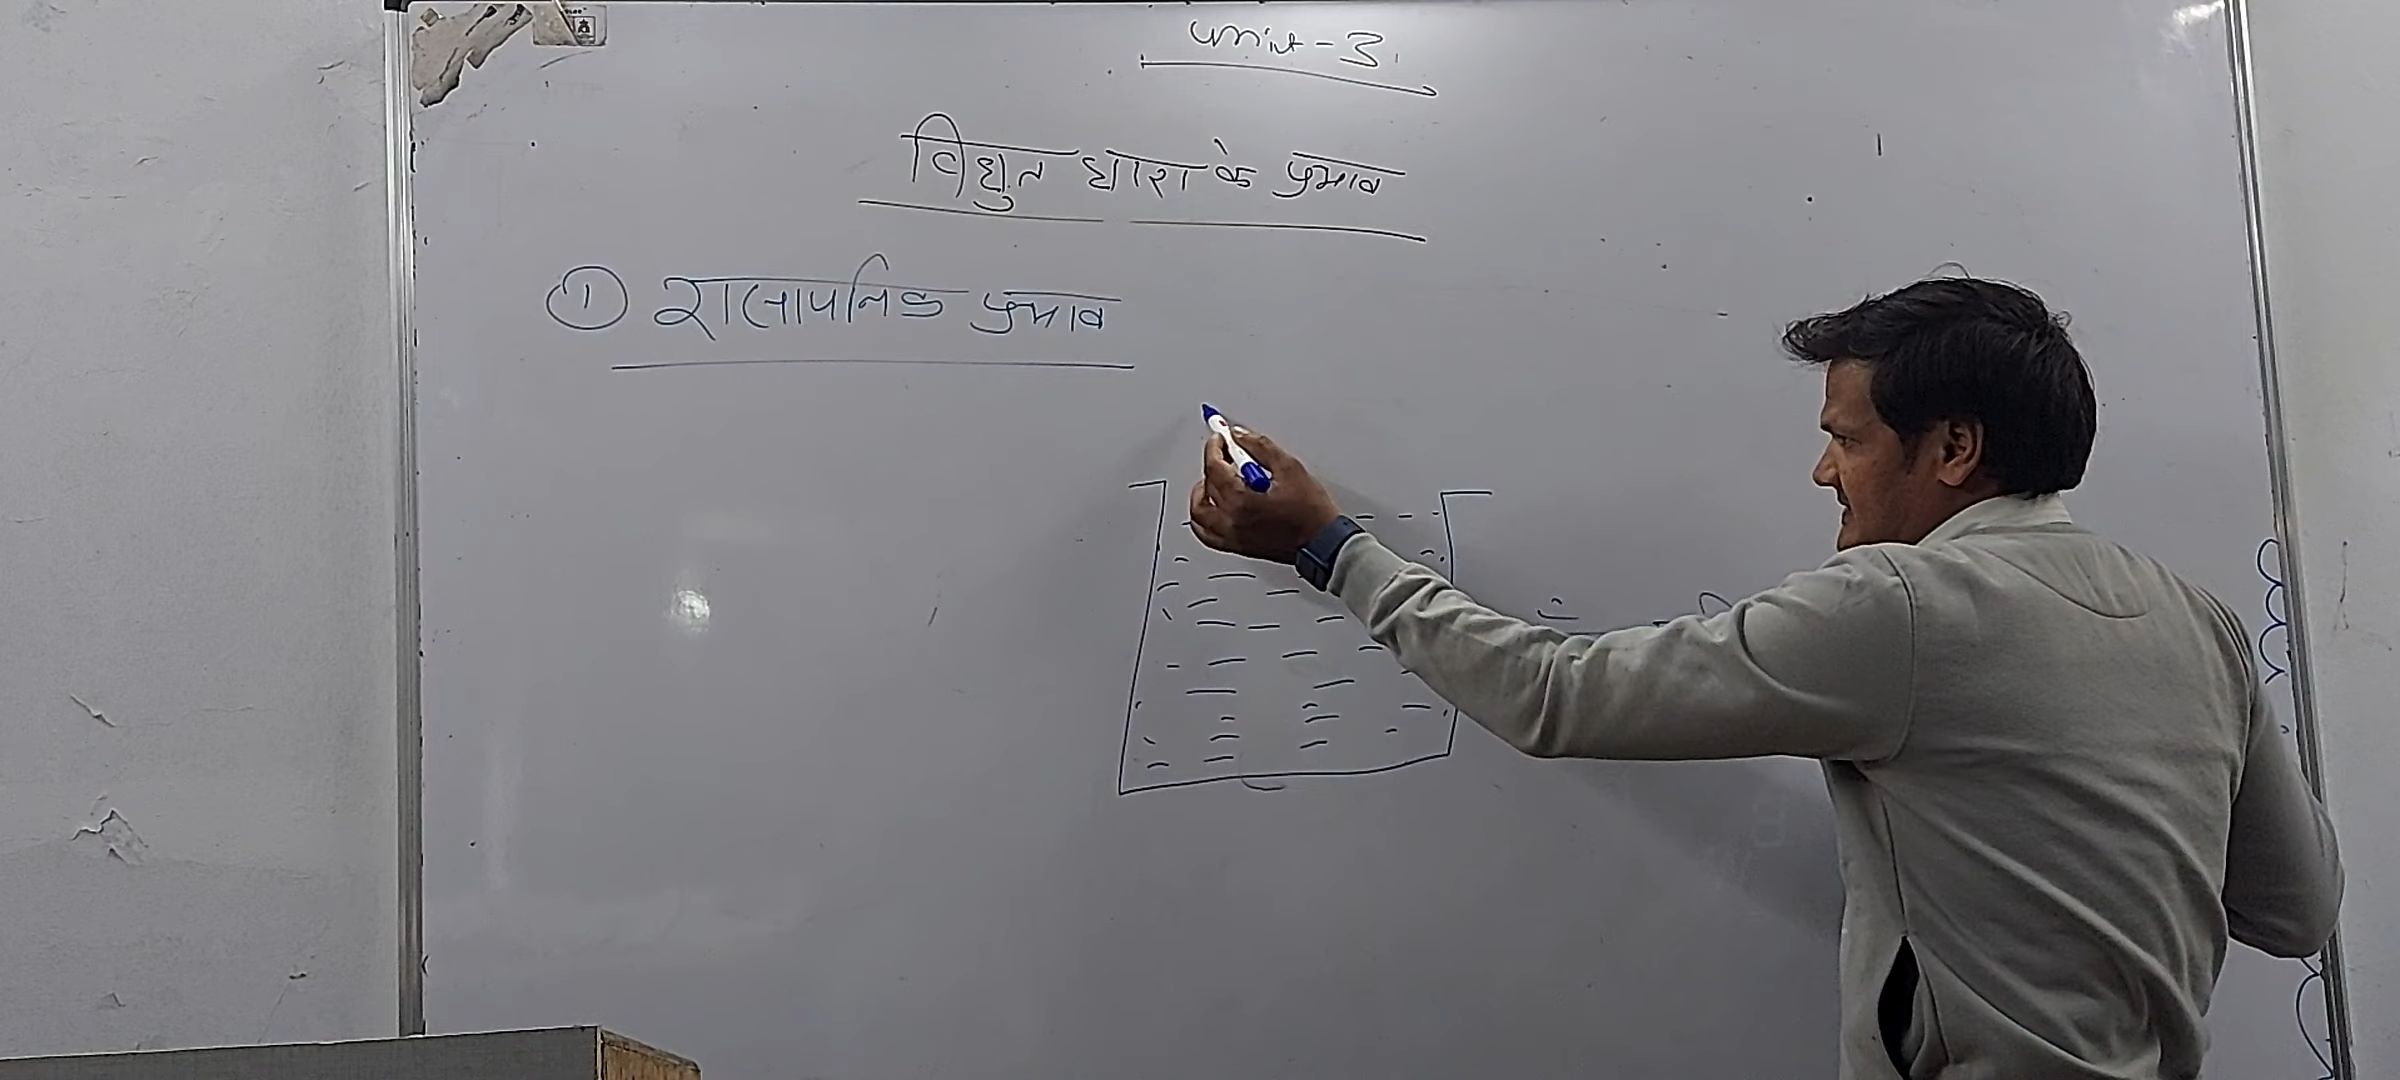 Unit-3
विद्युत धारा के प्रभाव
① रासायनिक प्रभाव